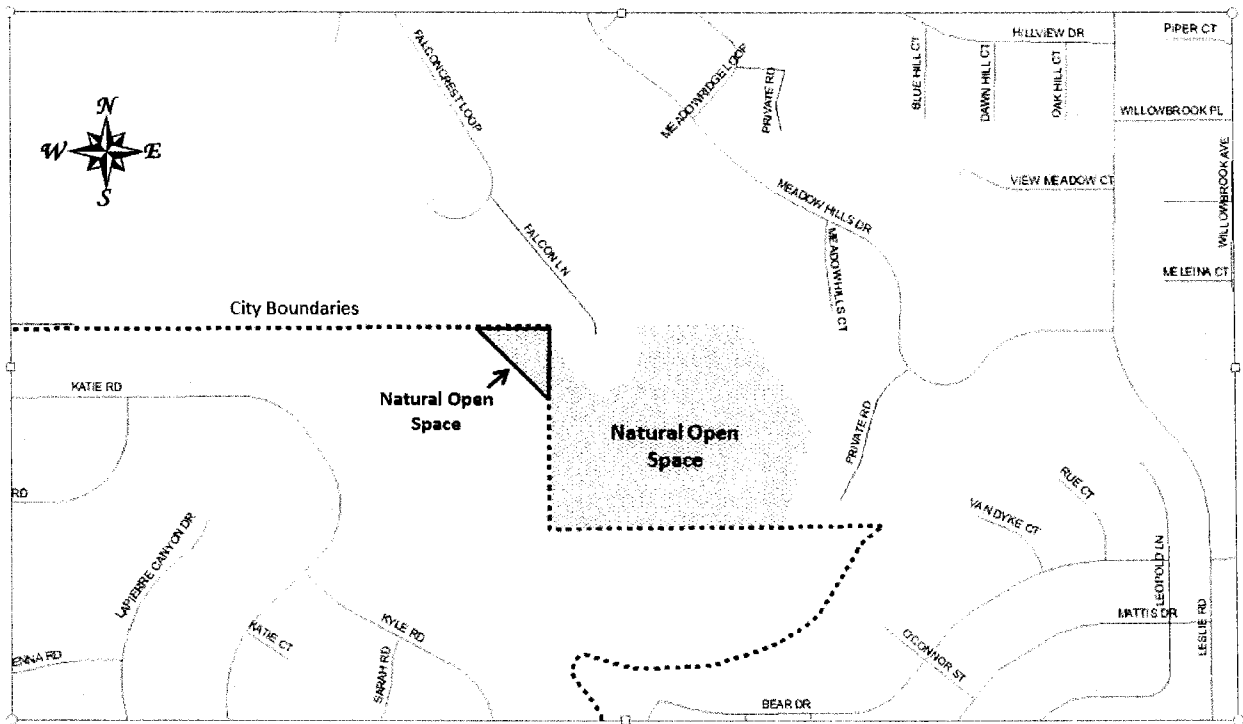 HILLVIEW DR
PIPER CT
FALCONCREST LOOP
MEADOWRIDGE LOOP
PRIVATE RD
BLUE HILL CT
DAWN HILL CT
OAK HILL CT
WILLOWBROOK PL
N
W
E
S
VIEW MEADOW CT
WILLOWBROOK AVE
MEADOW HILLS DR
FALCON LN
MEADOWHILLS CT
MELEINA CT
City Boundaries
KATIE RD
Natural Open
Space
Natural Open
Space
PRIVATE RD
RD
RUE CT
VAN DYKE CT
LAPIERRE CANYON DR
LEOPOLD LN
MATTIS DR
LESLIE RD
KYLE RD
KATIE CT
O'CONNOR ST
ENNA RD
SARAH RD
BEAR DR